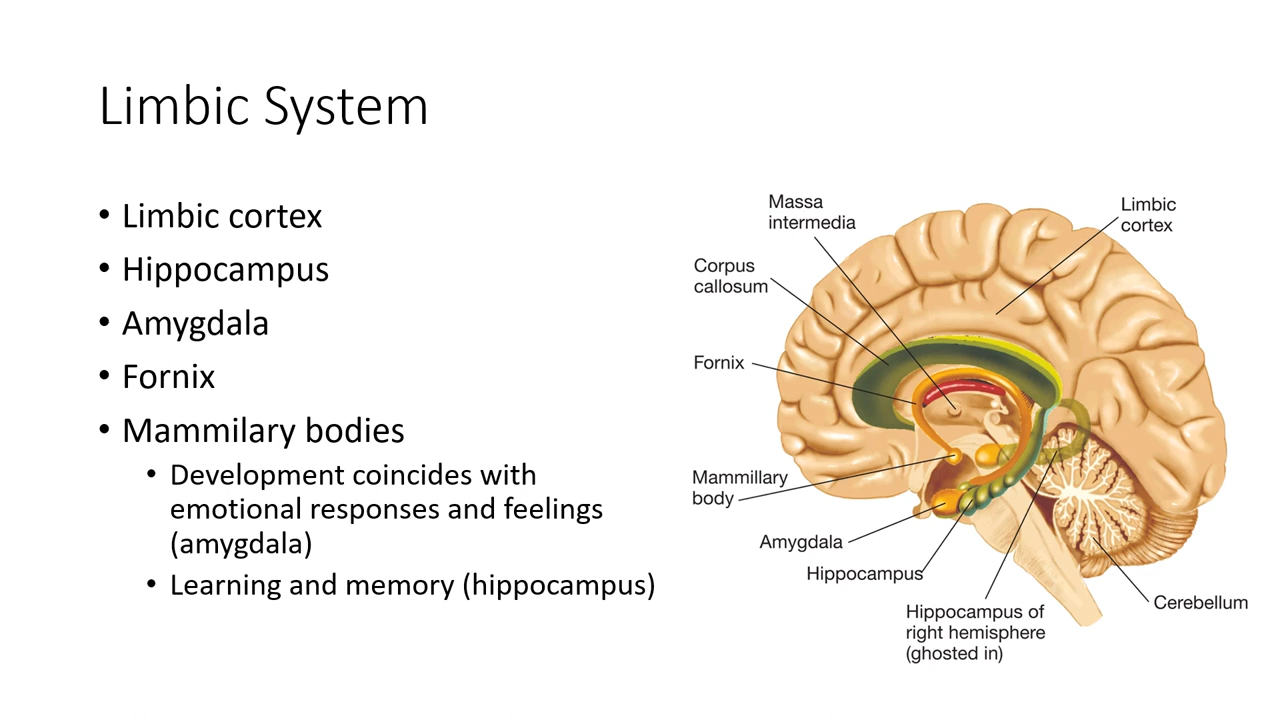 Limbic System
• Limbic cortex
• Hippocampus
• Amygdala
• Fornix
• Mammilary bodies
• Development coincides with
emotional responses and feelings
(amygdala)
• Learning and memory (hippocampus)
Massa
intermedia
Limbic
cortex
Corpus
callosum
Fornix
Mammillary
body
Amygdala
Hippocampus
Hippocampus of
right hemisphere
(ghosted in)
Cerebellum